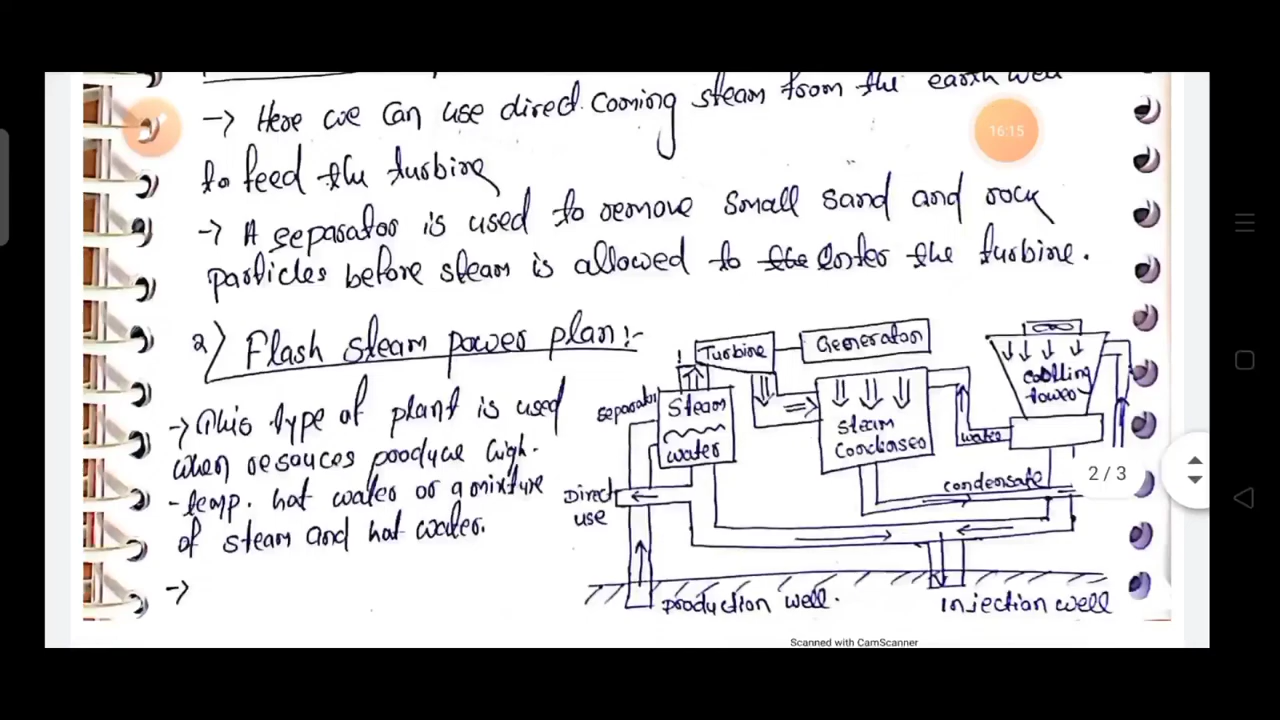 -> Here we can use direct coming steam from the earth well
to feed the turbine
-> A separator is used to remove small sand and rock
particles before steam is allowed to the enter the turbine.
2) Flash steam power plan:-
-> This type of plant is used
when resouces produce high-
-temp. hot water or a mixture
of steam and hot water.
->
Turbine
Generator
separator
Steam
water
steam
Condenser
Direct
use
water
Coolling
tower
condensate
production well.
Injection well
16:15
2/3
Scanned with CamScanner